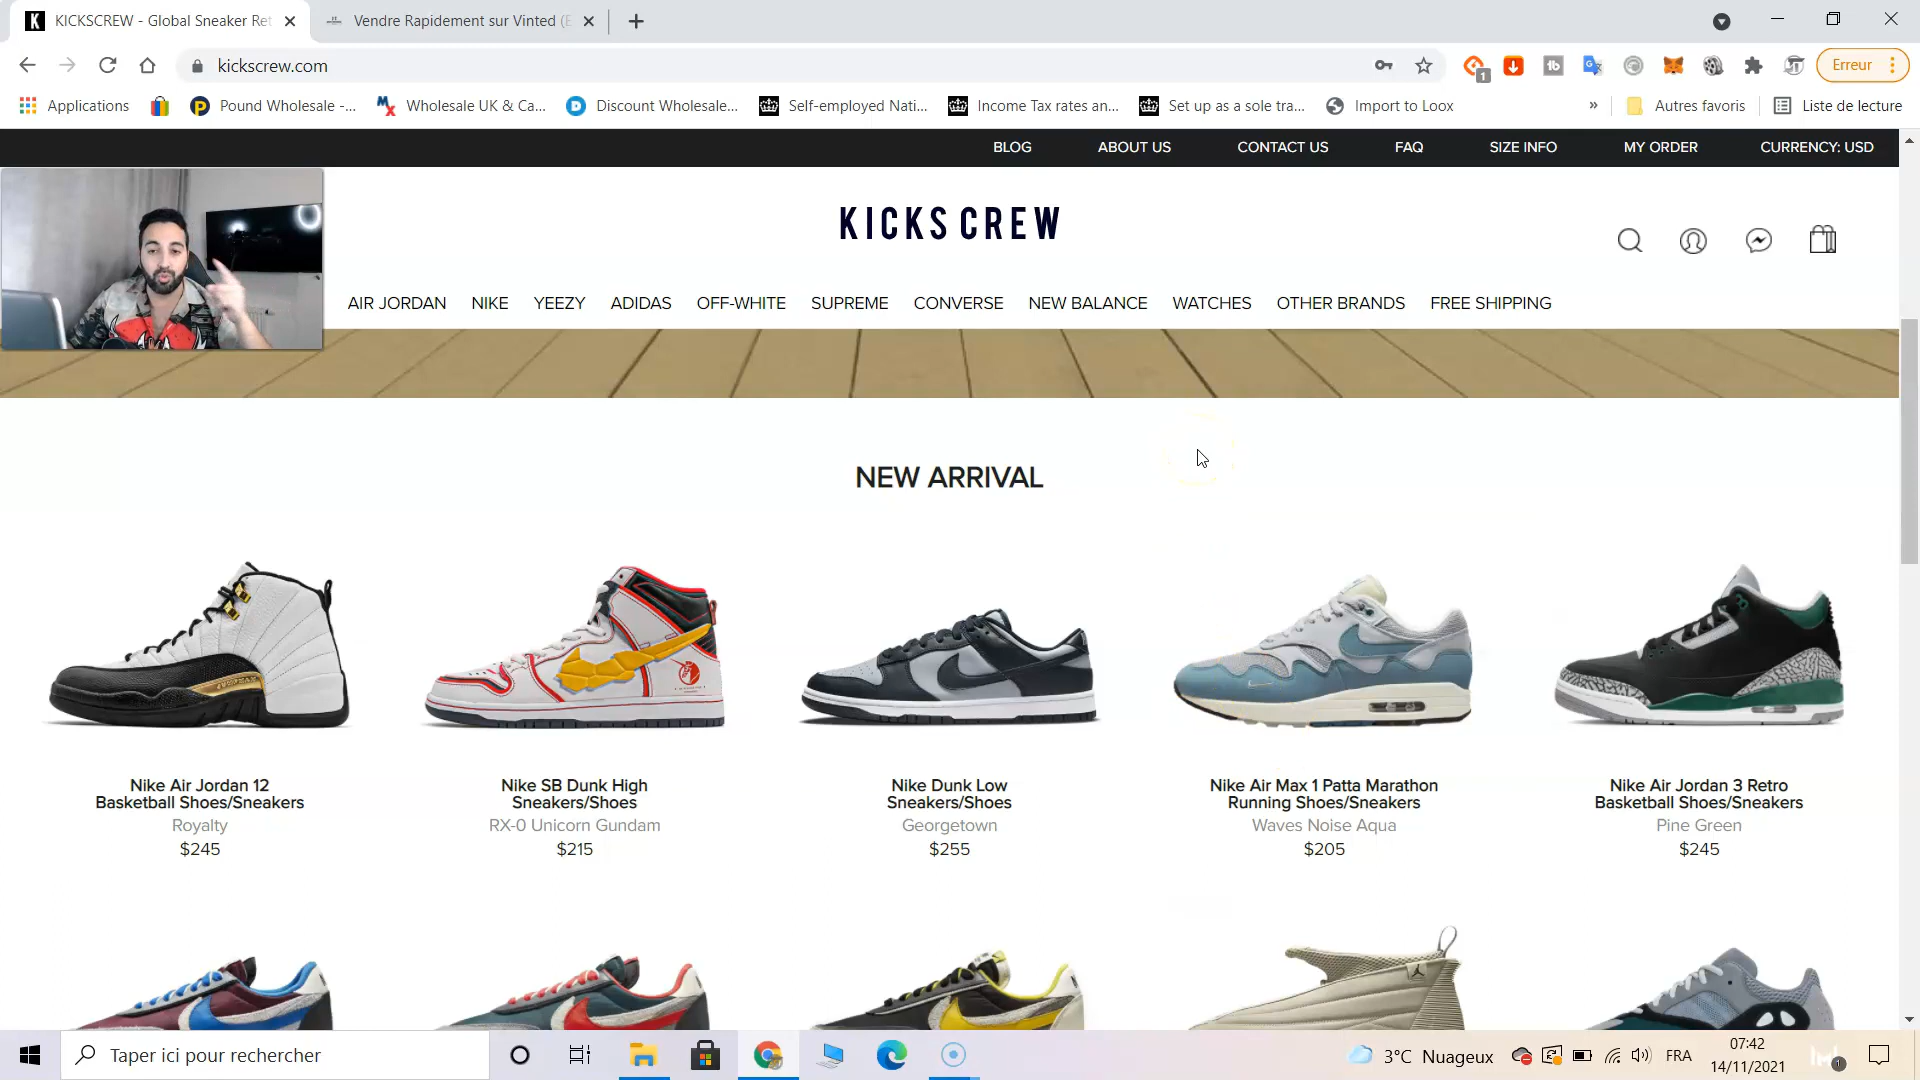 KICKSCREW - Global Sneaker Ret
Vendre Rapidement sur Vinted (E
kickscrew.com
1
Erreur
Applications
Pound Wholesale -...
Wholesale UK & Ca...
Discount Wholesale...
Self-employed Nati...
Income Tax rates an...
Set up as a sole tra...
Import to Loox
»
Autres favoris
Liste de lecture
BLOG
ABOUT US
CONTACT US
FAQ
SIZE INFO
MY ORDER
CURRENCY: USD
KICKS CREW
AIR JORDAN
NIKE
YEEZY
ADIDAS
OFF-WHITE
SUPREME
CONVERSE
NEW BALANCE
WATCHES
OTHER BRANDS
FREE SHIPPING
NEW ARRIVAL
Nike Air Jordan 12
Basketball Shoes/Sneakers
Royalty
$245
Nike SB Dunk High
Sneakers/Shoes
RX-0 Unicorn Gundam
$215
Nike Dunk Low
Sneakers/Shoes
Georgetown
$255
Nike Air Max 1 Patta Marathon
Running Shoes/Sneakers
Waves Noise Aqua
$205
Nike Air Jordan 3 Retro
Basketball Shoes/Sneakers
Pine Green
$245
Taper ici pour rechercher
3°C Nuageux
FRA
07:42
14/11/2021
1